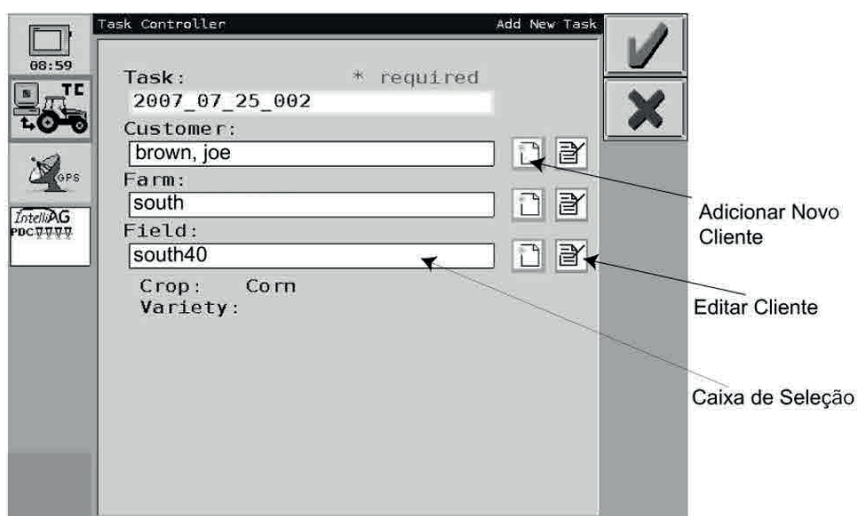 Task Controller
Add New Task
08:59
Task:
* required
2007_07_25_002
TC
Customer:
brown, joe
GPS
Farm:
south
IntelliAG
PDC
Field:
south40
Crop: Corn
Variety:
Adicionar Novo
Cliente
Editar Cliente
Caixa de Seleção